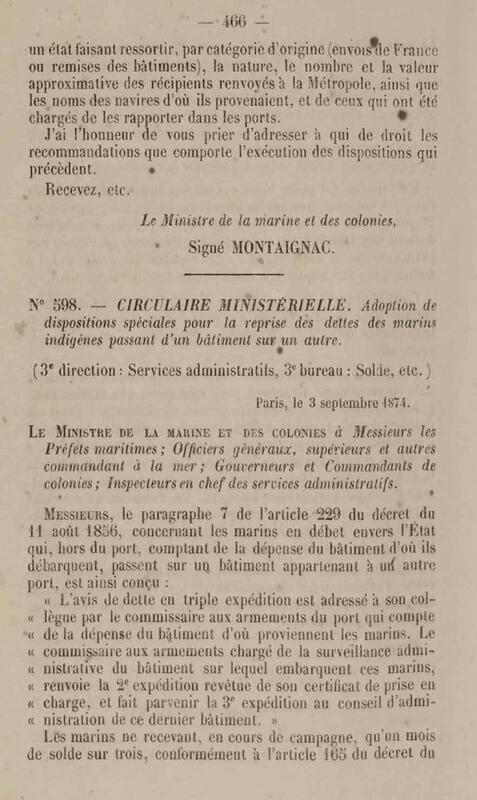 — 466 —
un état faisant ressortir, par catégorie d'origine (envois de France
ou remises des bâtiments), la nature, le nombre et la valeur
approximative des récipients renvoyés à la Métropole, ainsi que
les noms des navires d'où ils provenaient, et de ceux qui ont été
chargés de les rapporter dans les ports.
J'ai l'honneur de vous prier d'adresser à qui de droit les
recommandations que comporte l'exécution des dispositions qui
précèdent.
Recevez, etc.
Le Ministre de la marine et des colonies,
Signé MONTAIGNAC.
N° 598. — CIRCULAIRE MINISTÉRIELLE. Adoption de
dispositions spéciales pour la reprise des dettes des marins
indigènes passant d'un bâtiment sur un autre.
(3e direction : Services administratifs, 3e bureau : Solde, etc.)
Paris, le 3 septembre 1874.
LE MINISTRE DE LA MARINE ET DES COLONIES à Messieurs les
Préfets maritimes ; Officiers généraux, supérieurs et autres
commandant à la mer ; Gouverneurs et Commandants de
colonies ; Inspecteurs en chef des services administratifs.
MESSIEURS, le paragraphe 7 de l'article 229 du décret du
11 août 1856, concernant les marins en débet envers l'État
qui, hors du port, comptant de la dépense du bâtiment d'où ils
débarquent, passent sur un bâtiment appartenant à un autre
port, est ainsi conçu :
« L'avis de dette en triple expédition est adressé à son col-
« lègue par le commissaire aux armements du port qui compte
« de la dépense du bâtiment d'où proviennent les marins. Le
« commissaire aux armements chargé de la surveillance admi-
« nistrative du bâtiment sur lequel embarquent ces marins,
« renvoie la 2e expédition revêtue de son certificat de prise en
« charge, et fait parvenir la 3e expédition au conseil d'admi-
« nistration de ce dernier bâtiment. »
Les marins ne recevant, en cours de campagne, qu'un mois
de solde sur trois, conformément à l'article 165 du décret du